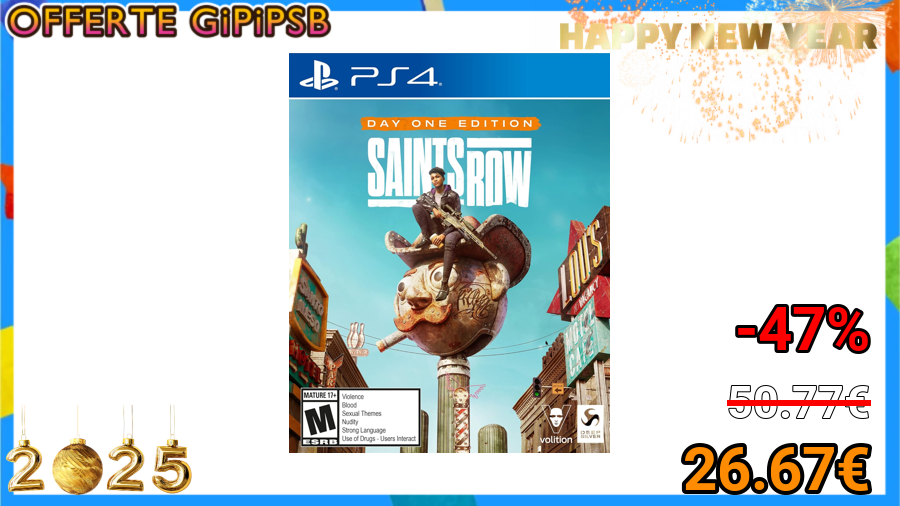 OFFERTE GiPiPSB
HAPPY NEW YEAR
PS4
DAY ONE EDITION
SAINTS ROW
LOU'S
MATURE 17+
M
ESRB
Violence
Blood
Sexual Themes
Nudity
Strong Language
Use of Drugs - Users Interact
volition
DEEP SILVER
-47%
50.77€
26.67€
2025